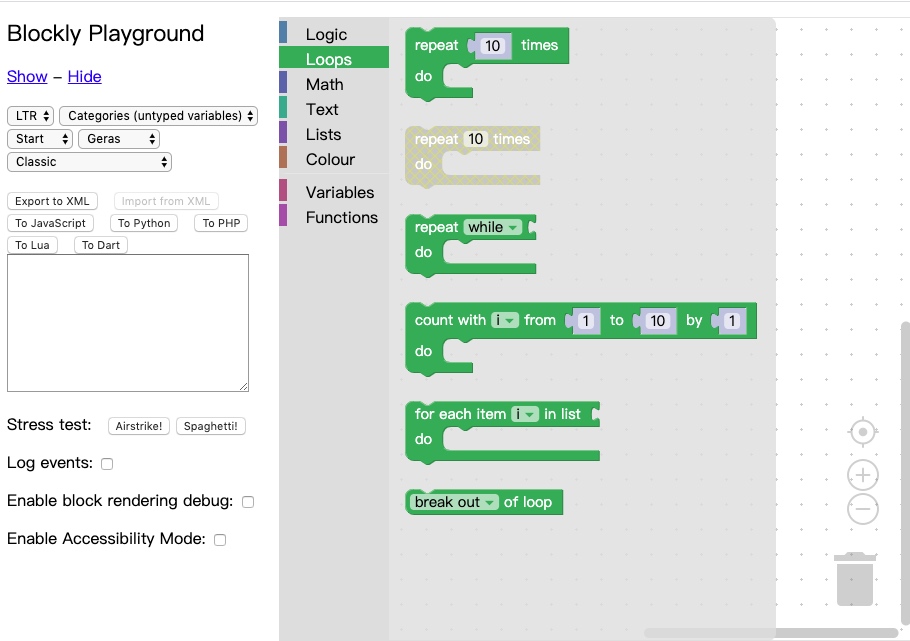 Blockly Playground
Show – Hide
LTR Categories (untyped variables)
Start Geras
Classic
Export to XML Import from XML
To JavaScript To Python To PHP
To Lua To Dart
Stress test: Airstrike! Spaghetti!
Log events:
Enable block rendering debug:
Enable Accessibility Mode:
Logic
Loops
Math
Text
Lists
Colour
Variables
Functions
repeat 10 times
do
repeat 10 times
do
repeat while
do
count with i from 1 to 10 by 1
do
for each item i in list
do
break out of loop